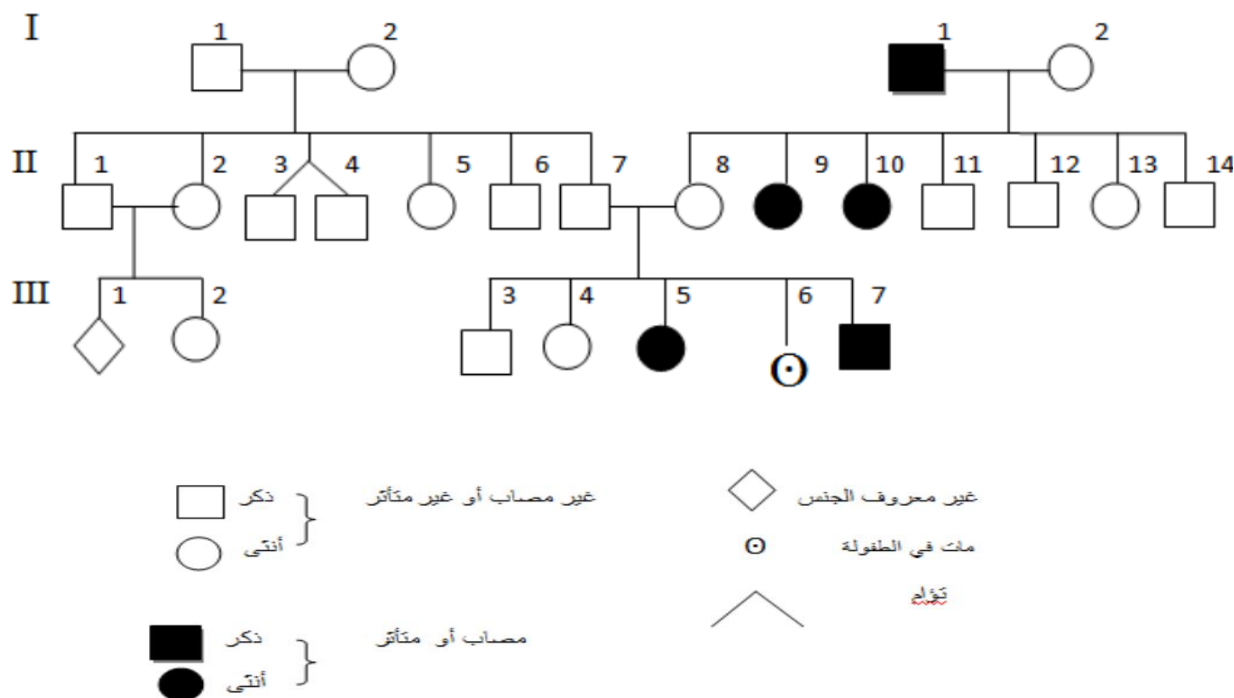 I 1 2 1 2
II 1 2 3 4 5 6 7 8 9 10 11 12 13 14
III 1 2 3 4 5 6 7
ذكر غير مصاب أو غير متأثر
أنثى
غير معروف الجنس
مات في الطفولة
تؤام
ذكر مصاب أو متأثر
أنثى